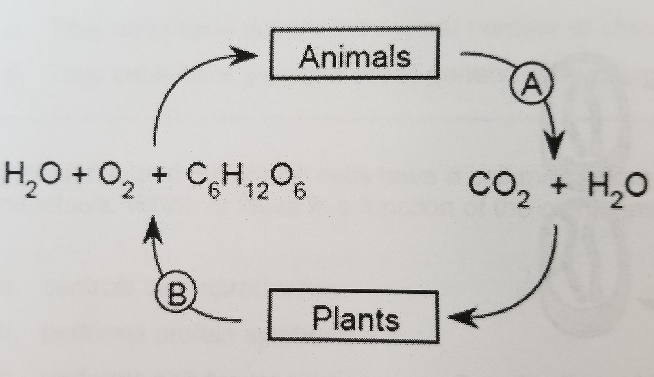 Animals
A
H₂O + O₂ + C₆H₁₂O₆
CO₂ + H₂O
B
Plants